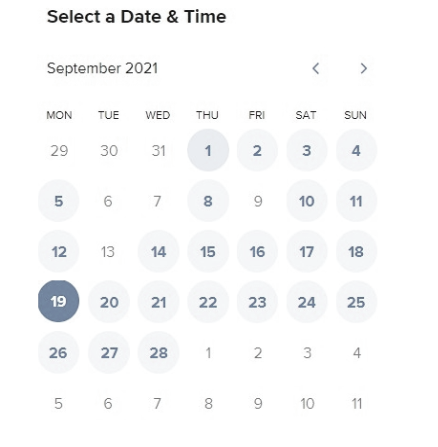 Select a Date & Time
September 2021
MON TUE WED THU FRI SAT SUN
29 30 31 1 2 3 4
5 6 7 8 9 10 11
12 13 14 15 16 17 18
19 20 21 22 23 24 25
26 27 28 1 2 3 4
5 6 7 8 9 10 11